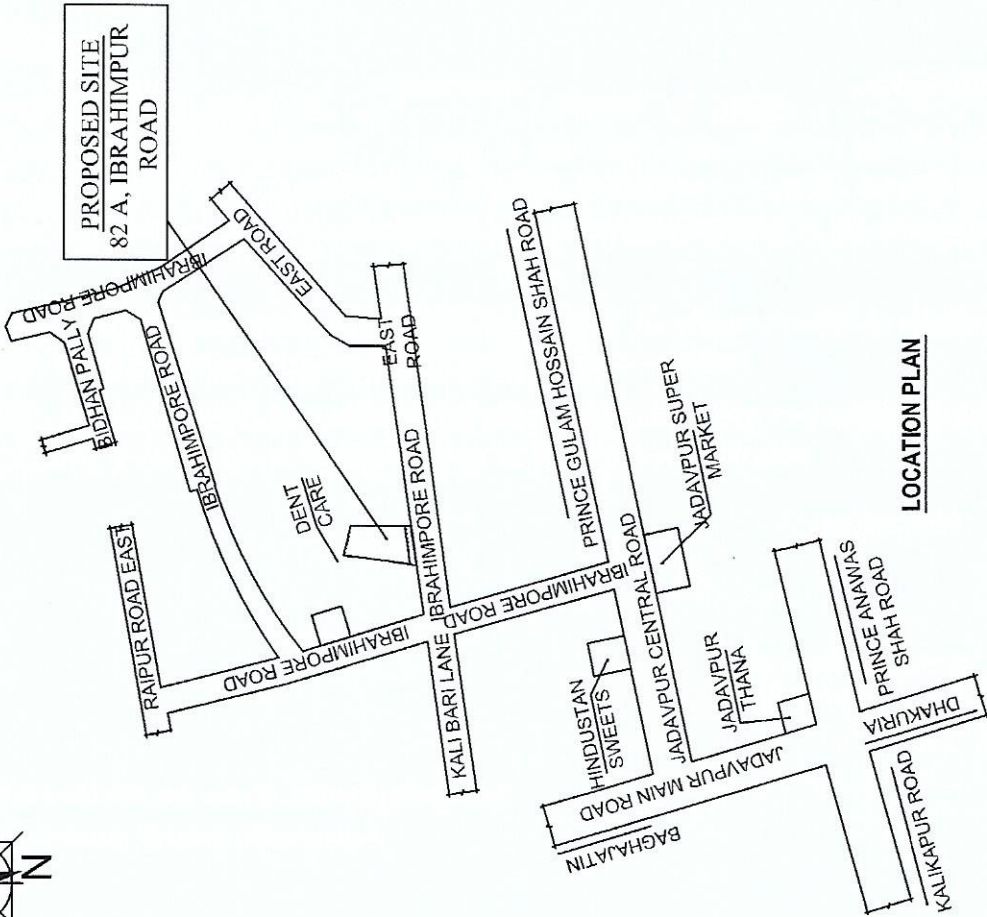 PROPOSED SITE
82 A, IBRAHIMPUR
ROAD
IBRAHIMPORE ROAD
BIDHAN PALLY
EAST ROAD
IBRAHIMPORE ROAD
RAIPUR ROAD EAST
DENT
CARE
EAST
ROAD
IBRAHIMPORE ROAD
IBRAHIMPORE ROAD
KALI BARI LANE
IBRAHIMPORE ROAD
PRINCE GULAM HOSSAIN SHAH ROAD
JADAVPUR SUPER
MARKET
JADAVPUR CENTRAL ROAD
HINDUSTAN
SWEETS
JADAVPUR
THANA
JADAVPUR MAIN ROAD
BAGHAJATIN
PRINCE ANAWAS
SHAH ROAD
DHAKURIA
KALIKAPUR ROAD
LOCATION PLAN
N